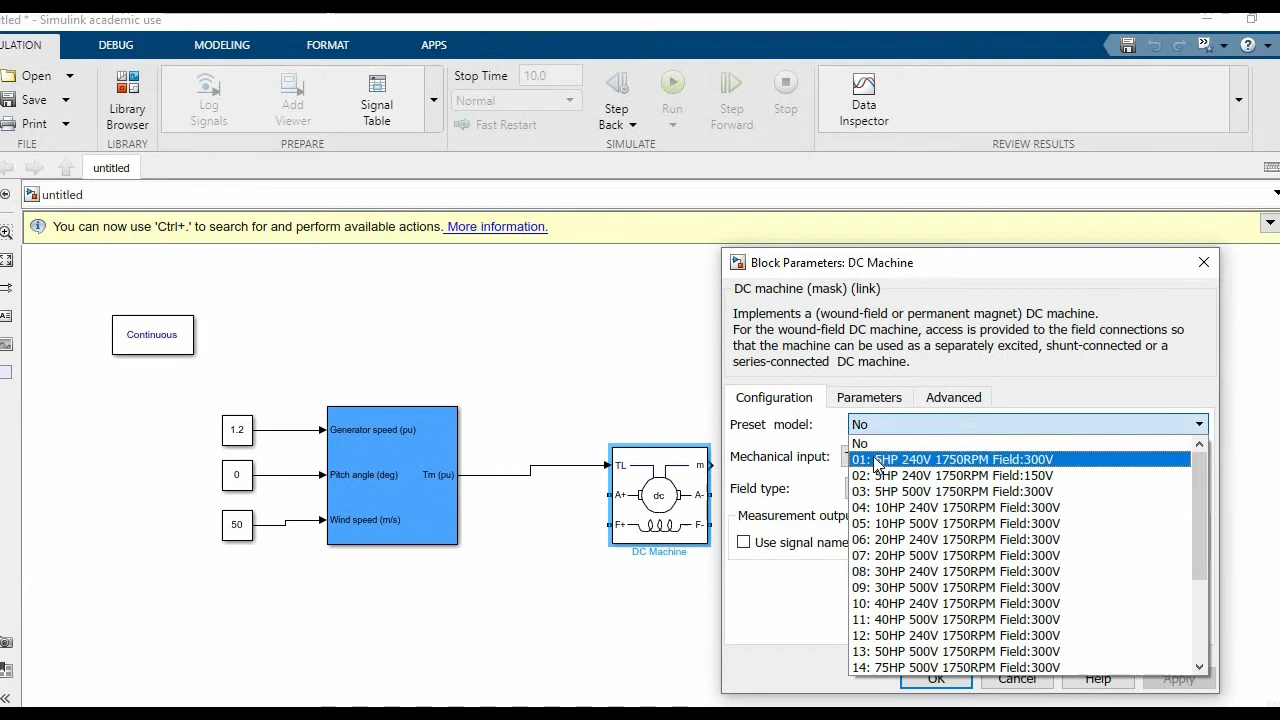 titled * - Simulink academic use
ULATION DEBUG MODELING FORMAT APPS
Open
Save
Print
FILE
Library
Browser
LIBRARY
Log
Signals
Add
Viewer
Signal
Table
PREPARE
Stop Time 10.0
Normal
Fast Restart
Step
Back
Run
Step
Forward
Stop
SIMULATE
Data
Inspector
REVIEW RESULTS
untitled
untitled
You can now use 'Ctrl+.' to search for and perform available actions. More information.
Continuous
1.2
0
50
Generator speed (pu)
Pitch angle (deg)
Tm (pu)
Wind speed (m/s)
TL m
A+ dc A-
F+ F-
DC Machine
Block Parameters: DC Machine
DC machine (mask) (link)
Implements a (wound-field or permanent magnet) DC machine.
For the wound-field DC machine, access is provided to the field connections so
that the machine can be used as a separately excited, shunt-connected or a
series-connected DC machine.
Configuration Parameters Advanced
Preset model: No
Mechanical input:
Field type:
Measurement outpu
Use signal name
No
01: 5HP 240V 1750RPM Field:300V
02: 5HP 240V 1750RPM Field:150V
03: 5HP 500V 1750RPM Field:300V
04: 10HP 240V 1750RPM Field:300V
05: 10HP 500V 1750RPM Field:300V
06: 20HP 240V 1750RPM Field:300V
07: 20HP 500V 1750RPM Field:300V
08: 30HP 240V 1750RPM Field:300V
09: 30HP 500V 1750RPM Field:300V
10: 40HP 240V 1750RPM Field:300V
11: 40HP 500V 1750RPM Field:300V
12: 50HP 240V 1750RPM Field:300V
13: 50HP 500V 1750RPM Field:300V
14: 75HP 500V 1750RPM Field:300V
OK Cancel Help Apply